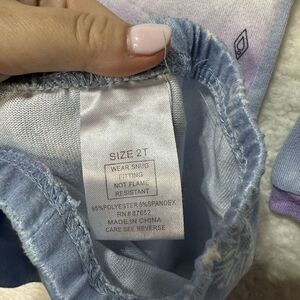 SIZE 2T
WEAR SNUG
FITTING
NOT FLAME
RESISTANT
95%POLYESTER 5%SPANDEX
RN# 87652
MADE IN CHINA
CARE SEE REVERSE